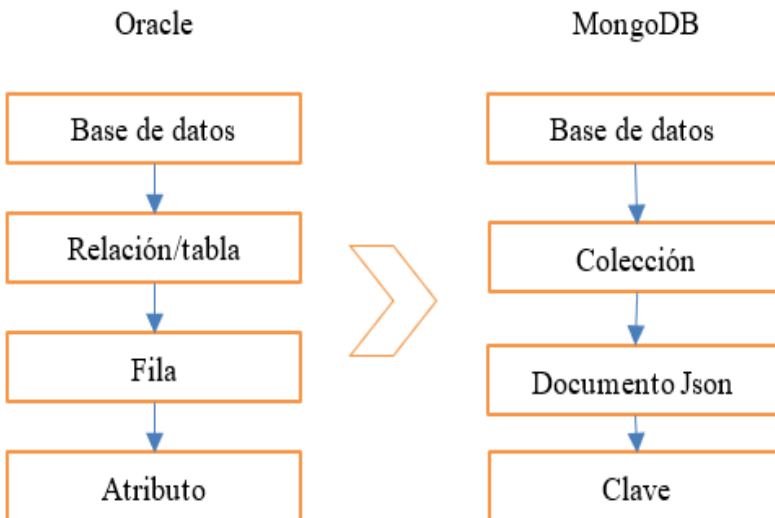 Oracle
MongoDB
Base de datos
Base de datos
Relación/tabla
Colección
Fila
Documento Json
Atributo
Clave